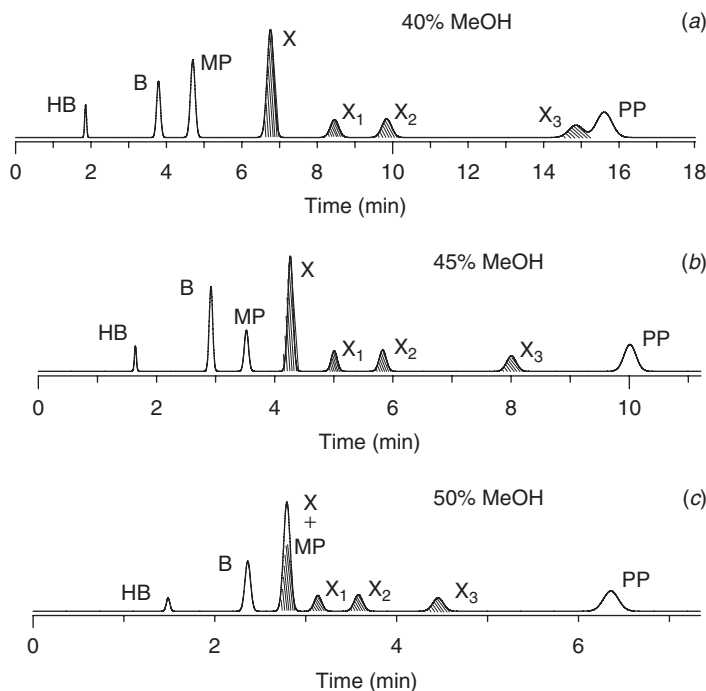 40% MeOH (a)
X
MP
B
HB
X1
X2
X3
PP
0 2 4 6 8 10 12 14 16 18
Time (min)
45% MeOH (b)
X
B
MP
HB
X1
X2
X3
PP
0 2 4 6 8 10
Time (min)
50% MeOH (c)
X
+
MP
B
HB
X1
X2
X3
PP
0 2 4 6
Time (min)